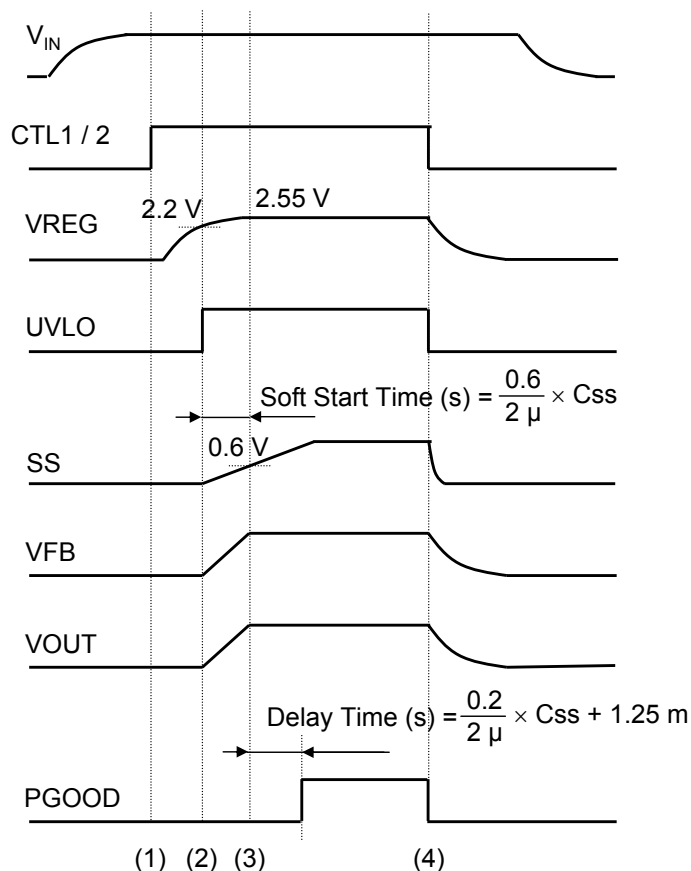 VIN
CTL1 / 2
2.2 V 2.55 V
VREG
UVLO
Soft Start Time (s) = 0.6 / 2 µ × Css
0.6 V
SS
VFB
VOUT
Delay Time (s) = 0.2 / 2 µ × Css + 1.25 m
PGOOD
(1) (2) (3) (4)